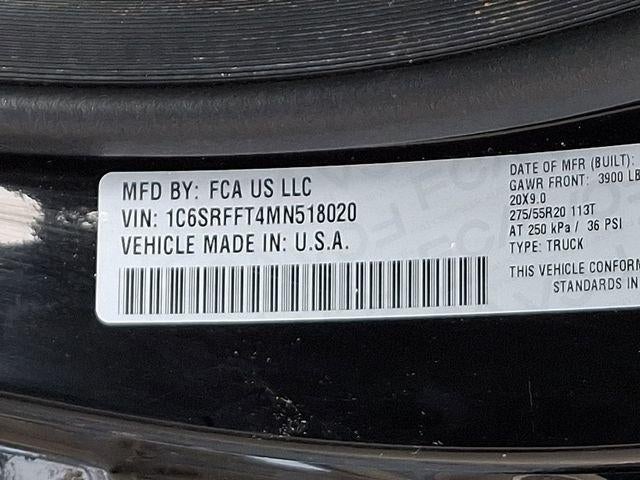 MFD BY: FCA US LLC
VIN: 1C6SRFFT4MN518020
VEHICLE MADE IN: U.S.A.
DATE OF MFR (BUILT):
GAWR FRONT: 3900 LB
20X9.0
275/55R20 113T
AT 250 kPa / 36 PSI
TYPE: TRUCK
THIS VEHICLE CONFORM
STANDARDS IN